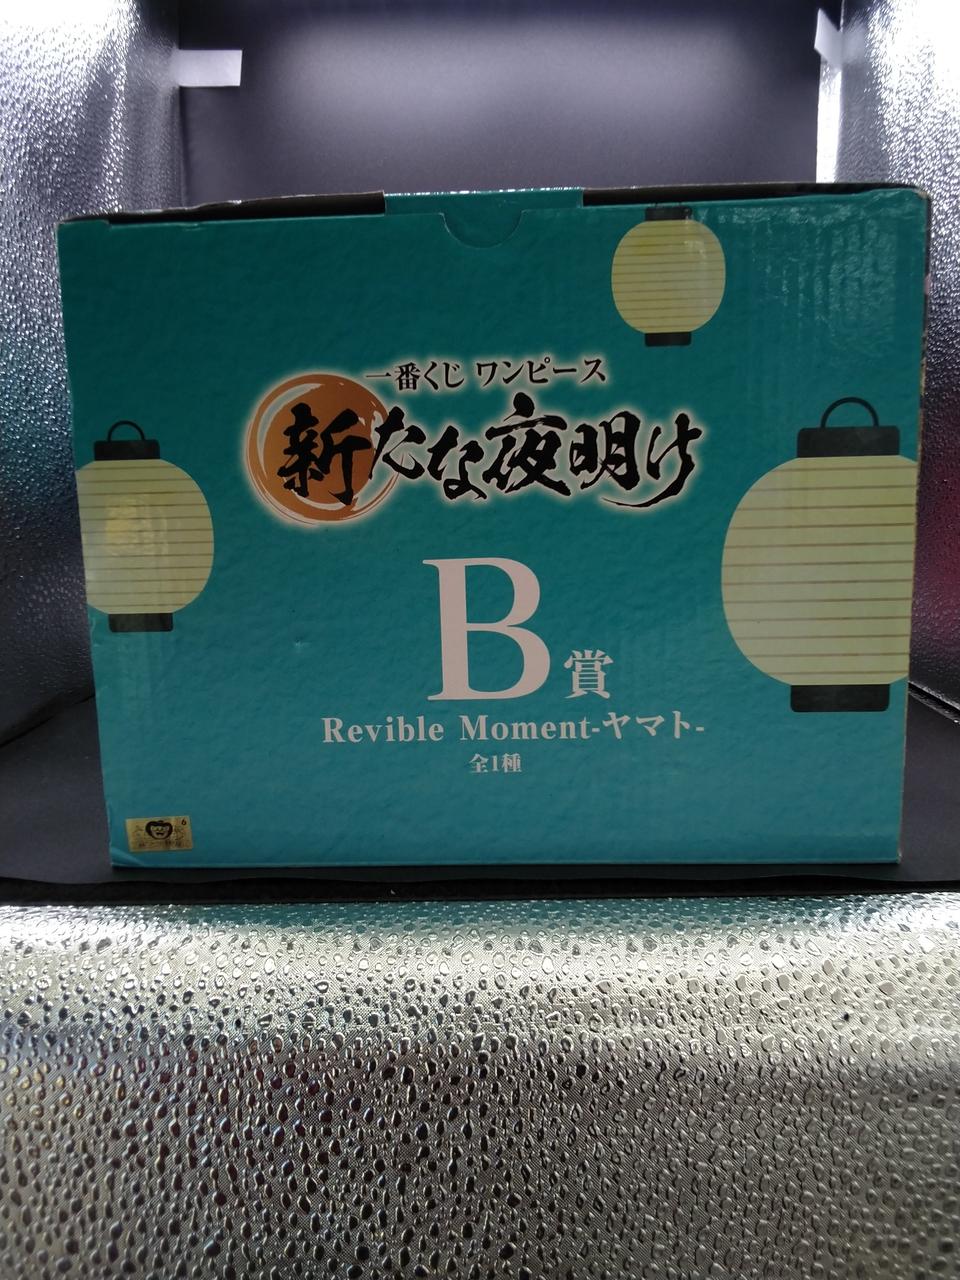 一番くじ ワンピース
新たな夜明け
B賞
Revible Moment-ヤマト-
全1種
6